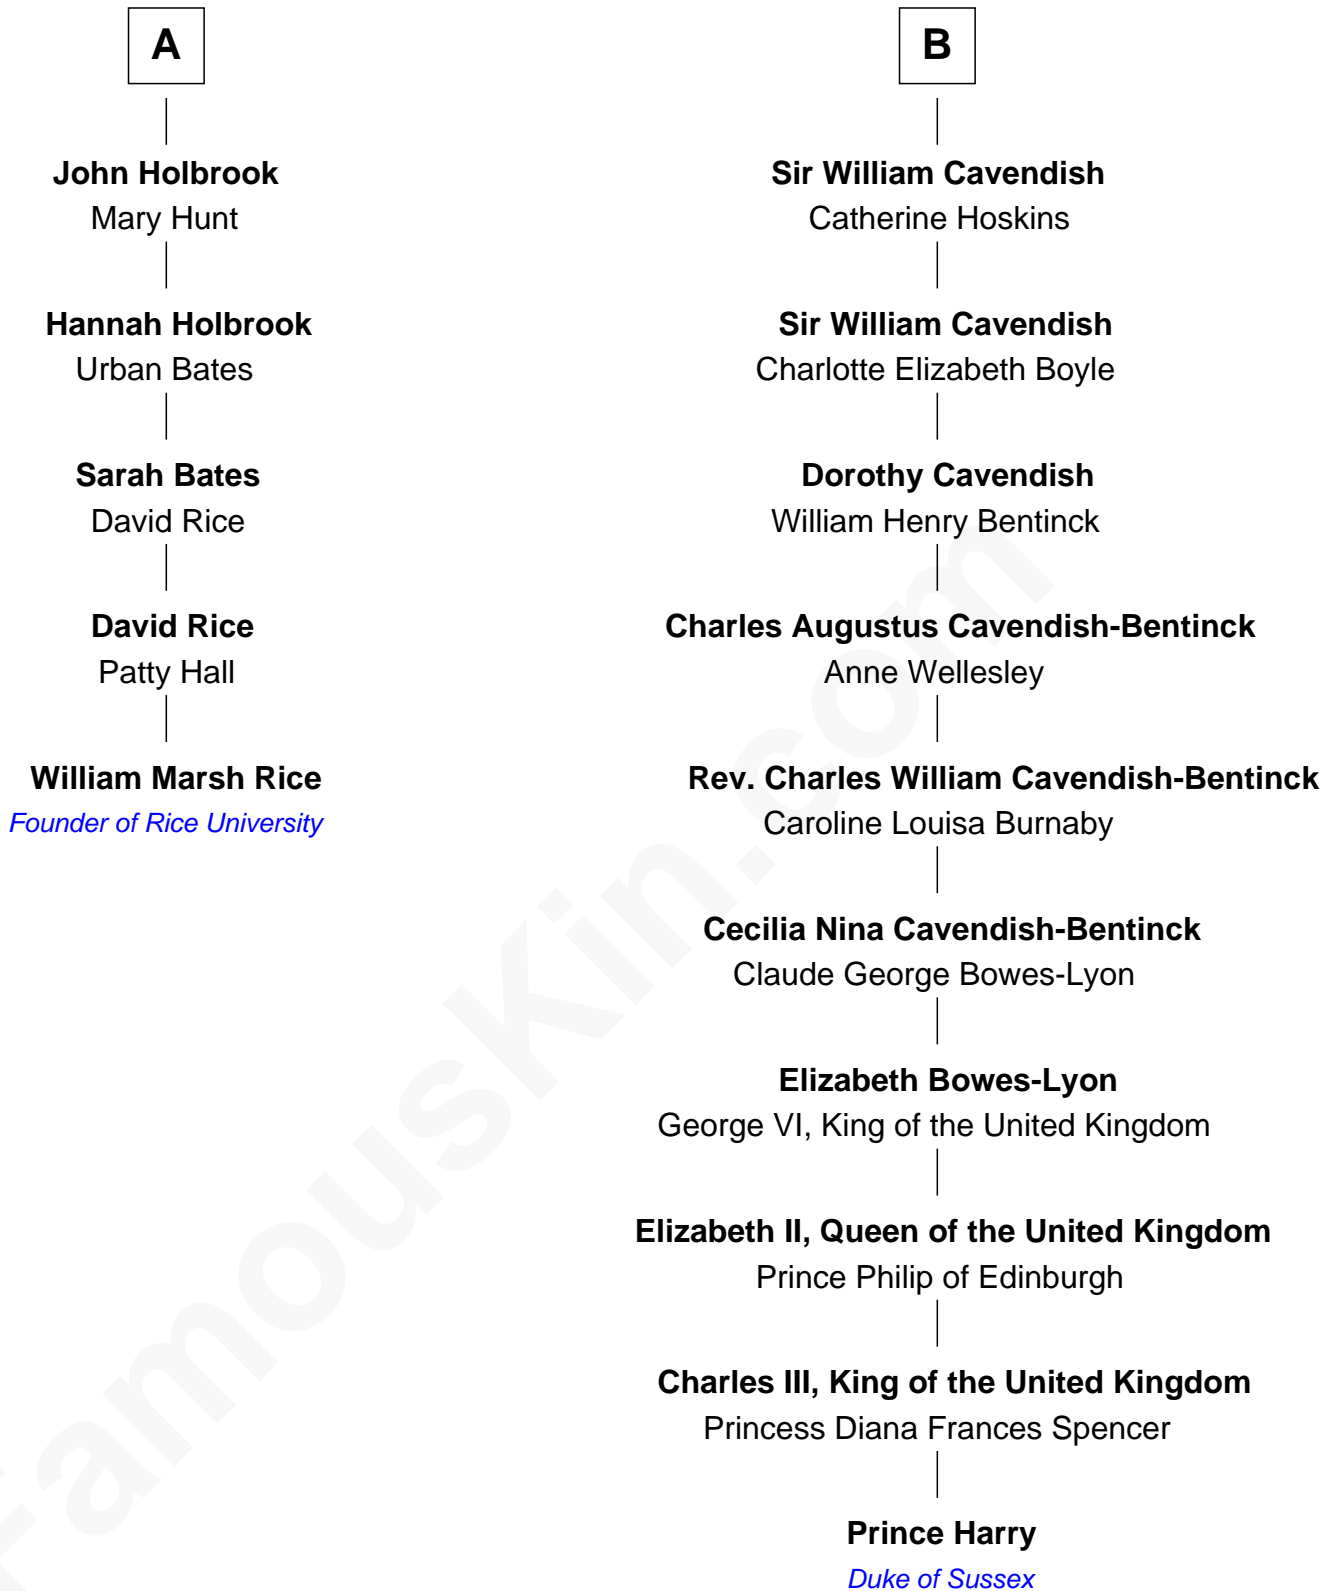 A
John Holbrook
Mary Hunt
Hannah Holbrook
Urban Bates
Sarah Bates
David Rice
David Rice
Patty Hall
William Marsh Rice
Founder of Rice University
B
Sir William Cavendish
Catherine Hoskins
Sir William Cavendish
Charlotte Elizabeth Boyle
Dorothy Cavendish
William Henry Bentinck
Charles Augustus Cavendish-Bentinck
Anne Wellesley
Rev. Charles William Cavendish-Bentinck
Caroline Louisa Burnaby
Cecilia Nina Cavendish-Bentinck
Claude George Bowes-Lyon
Elizabeth Bowes-Lyon
George VI, King of the United Kingdom
Elizabeth II, Queen of the United Kingdom
Prince Philip of Edinburgh
Charles III, King of the United Kingdom
Princess Diana Frances Spencer
Prince Harry
Duke of Sussex
FamousKin.com